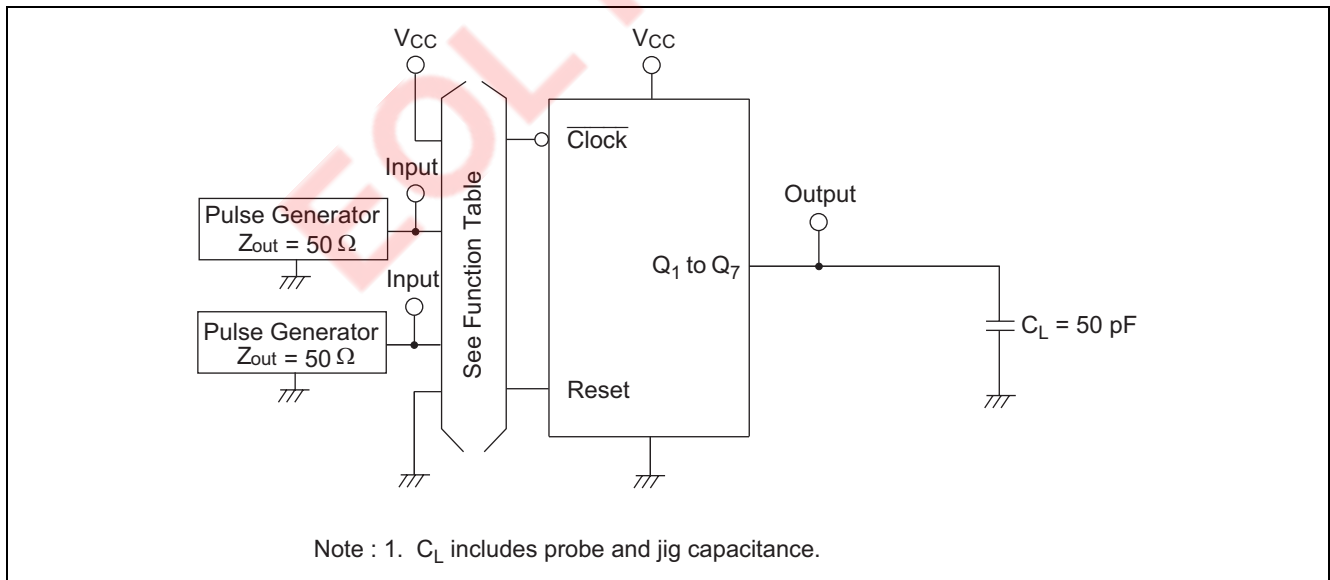 VCC
VCC
Clock
Input
Pulse Generator
Zout = 50 Ω
See Function Table
Output
Q1 to Q7
Input
Pulse Generator
Zout = 50 Ω
CL = 50 pF
Reset
Note : 1. CL includes probe and jig capacitance.
EOL